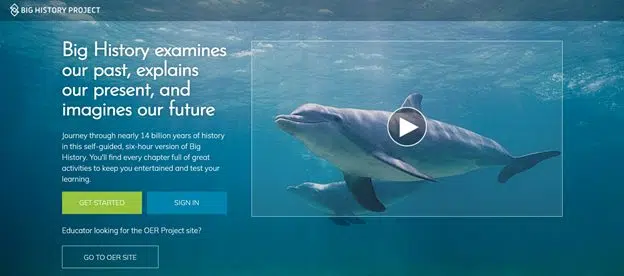 BIG HISTORY PROJECT
Big History examines
our past, explains
our present, and
imagines our future
Journey through nearly 14 billion years of history
in this self-guided, six-hour version of Big
History. You'll find every chapter full of great
activities to keep you entertained and test your
learning.
GET STARTED
SIGN IN
Educator looking for the OER Project site?
GO TO OER SITE